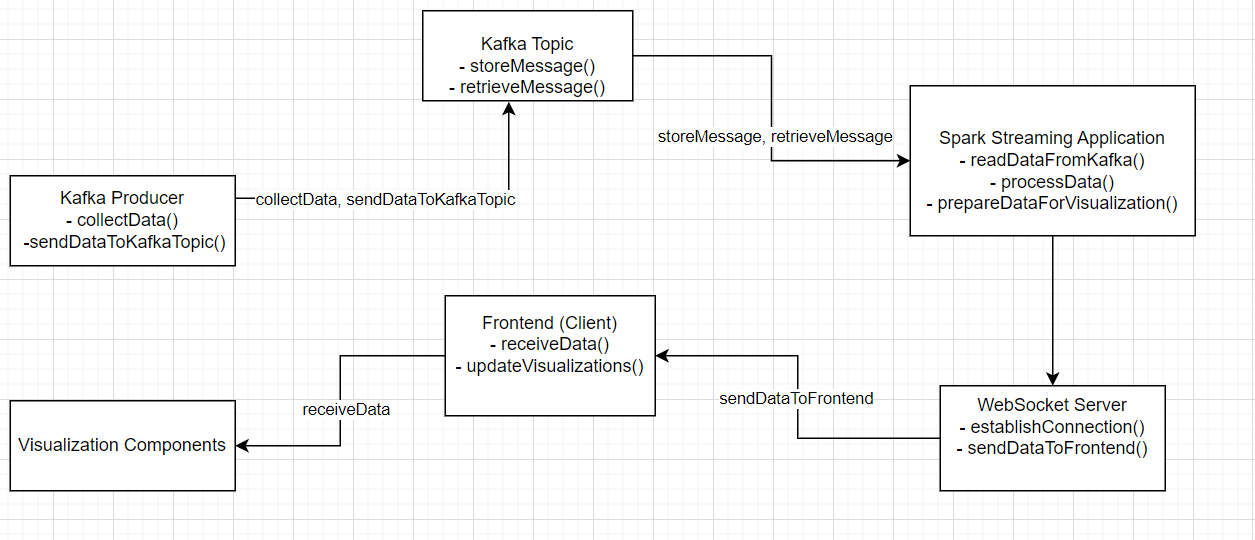 Kafka Topic
- storeMessage()
- retrieveMessage()
storeMessage, retrieveMessage
Spark Streaming Application
- readDataFromKafka()
- processData()
- prepareDataForVisualization()
Kafka Producer
- collectData()
-sendDataToKafkaTopic()
collectData, sendDataToKafkaTopic
Frontend (Client)
- receiveData()
- updateVisualizations()
sendDataToFrontend
WebSocket Server
- establishConnection()
- sendDataToFrontend()
receiveData
Visualization Components